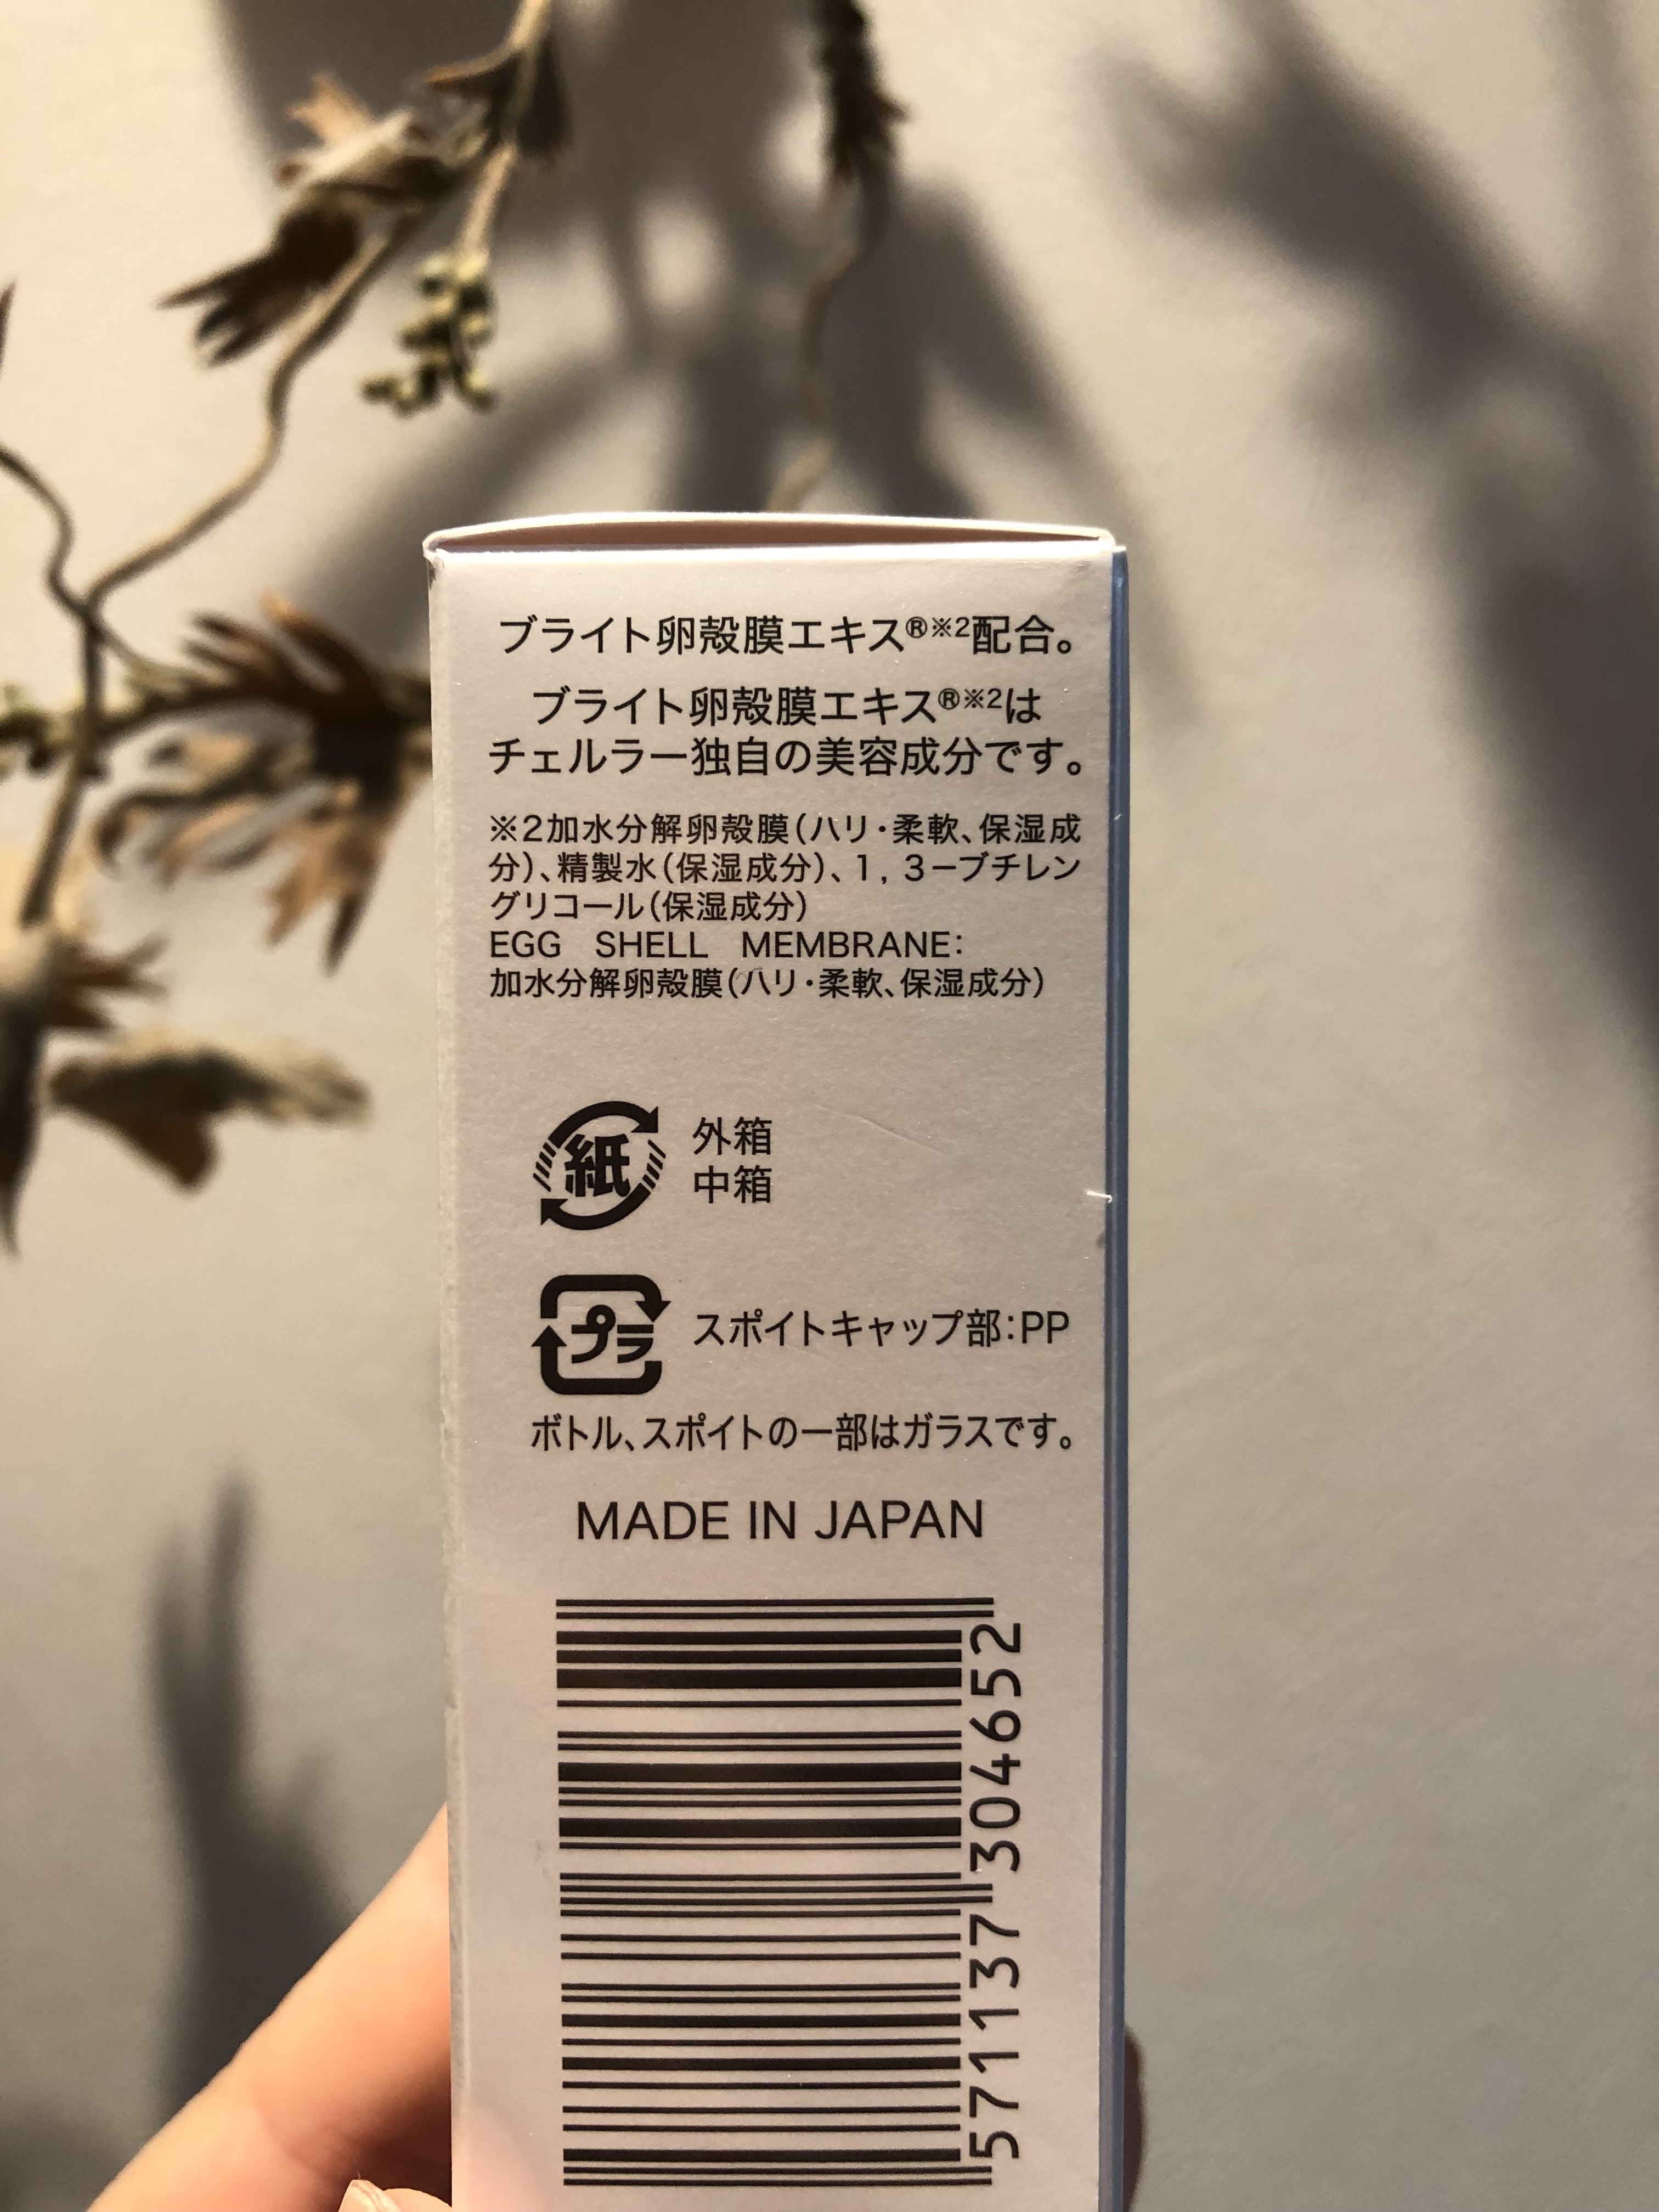 ブライト卵殻膜エキス®※2配合。
ブライト卵殻膜エキス®※2は
チェルラー独自の美容成分です。
※2加水分解卵殻膜(ハリ・柔軟、保湿成
分)、精製水(保湿成分)、1,3－ブチレン
グリコール(保湿成分)
EGG SHELL MEMBRANE:
加水分解卵殻膜(ハリ・柔軟、保湿成分)
紙
外箱
中箱
プラ
スポイトキャップ部:PP
ボトル、スポイトの一部はガラスです。
MADE IN JAPAN
571137 304652